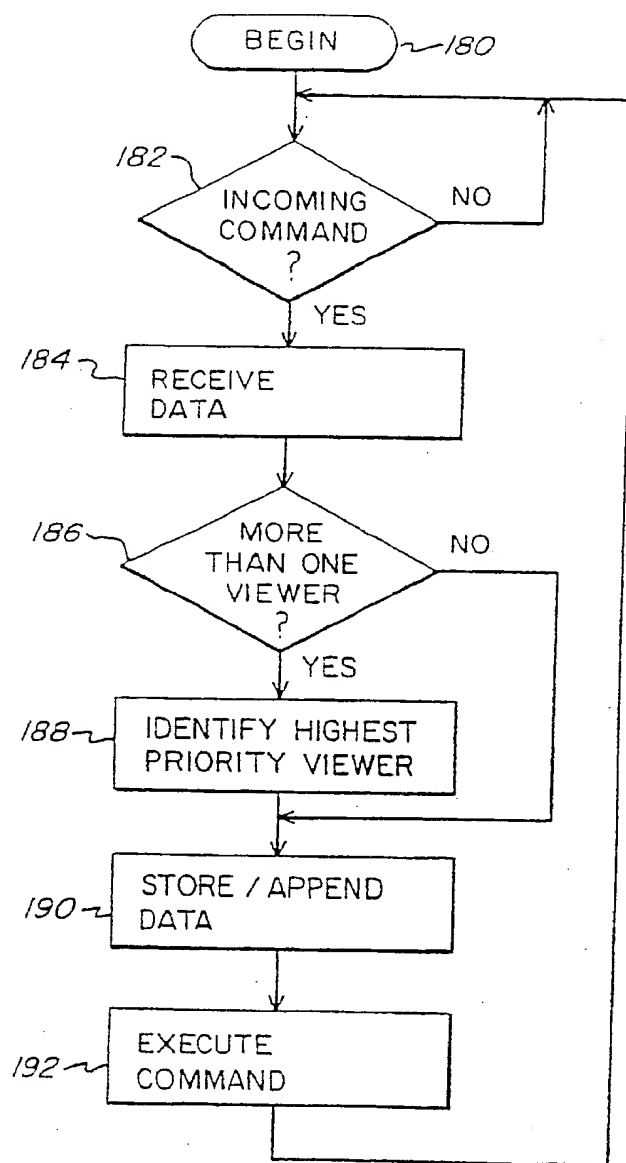 BEGIN
180
182
INCOMING
COMMAND
?
NO
YES
184
RECEIVE
DATA
186
MORE
THAN ONE
VIEWER
?
NO
YES
188
IDENTIFY HIGHEST
PRIORITY VIEWER
190
STORE / APPEND
DATA
192
EXECUTE
COMMAND